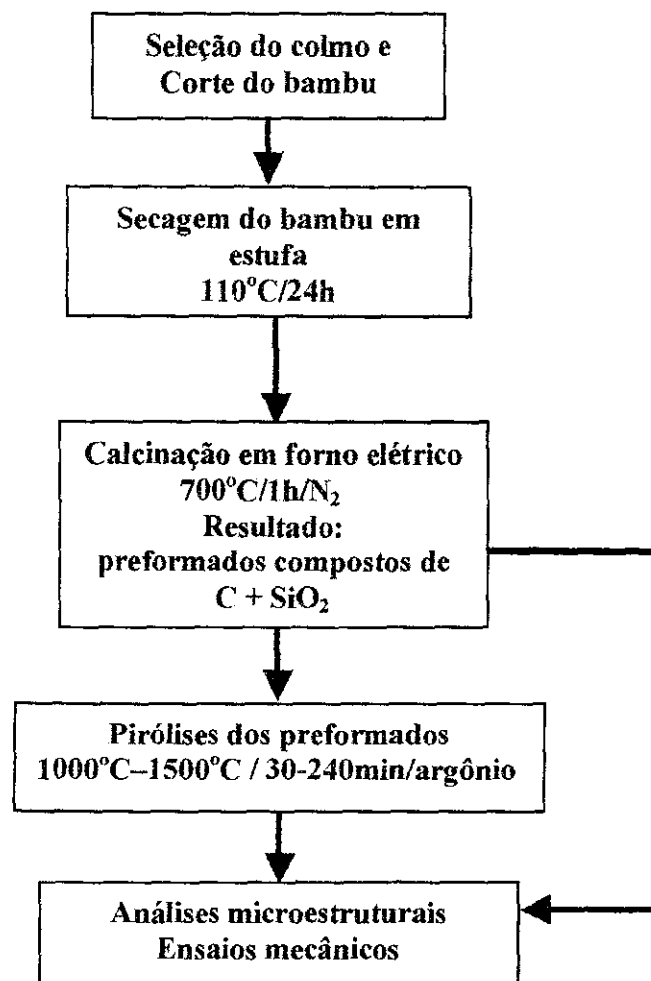 Seleção do colmo e
Corte do bambu
Secagem do bambu em
estufa
110°C/24h
Calcinação em forno elétrico
700°C/1h/N₂
Resultado:
preformados compostos de
C + SiO₂
Pirólises dos preformados
1000°C–1500°C / 30-240min/argônio
Análises microestruturais
Ensaios mecânicos